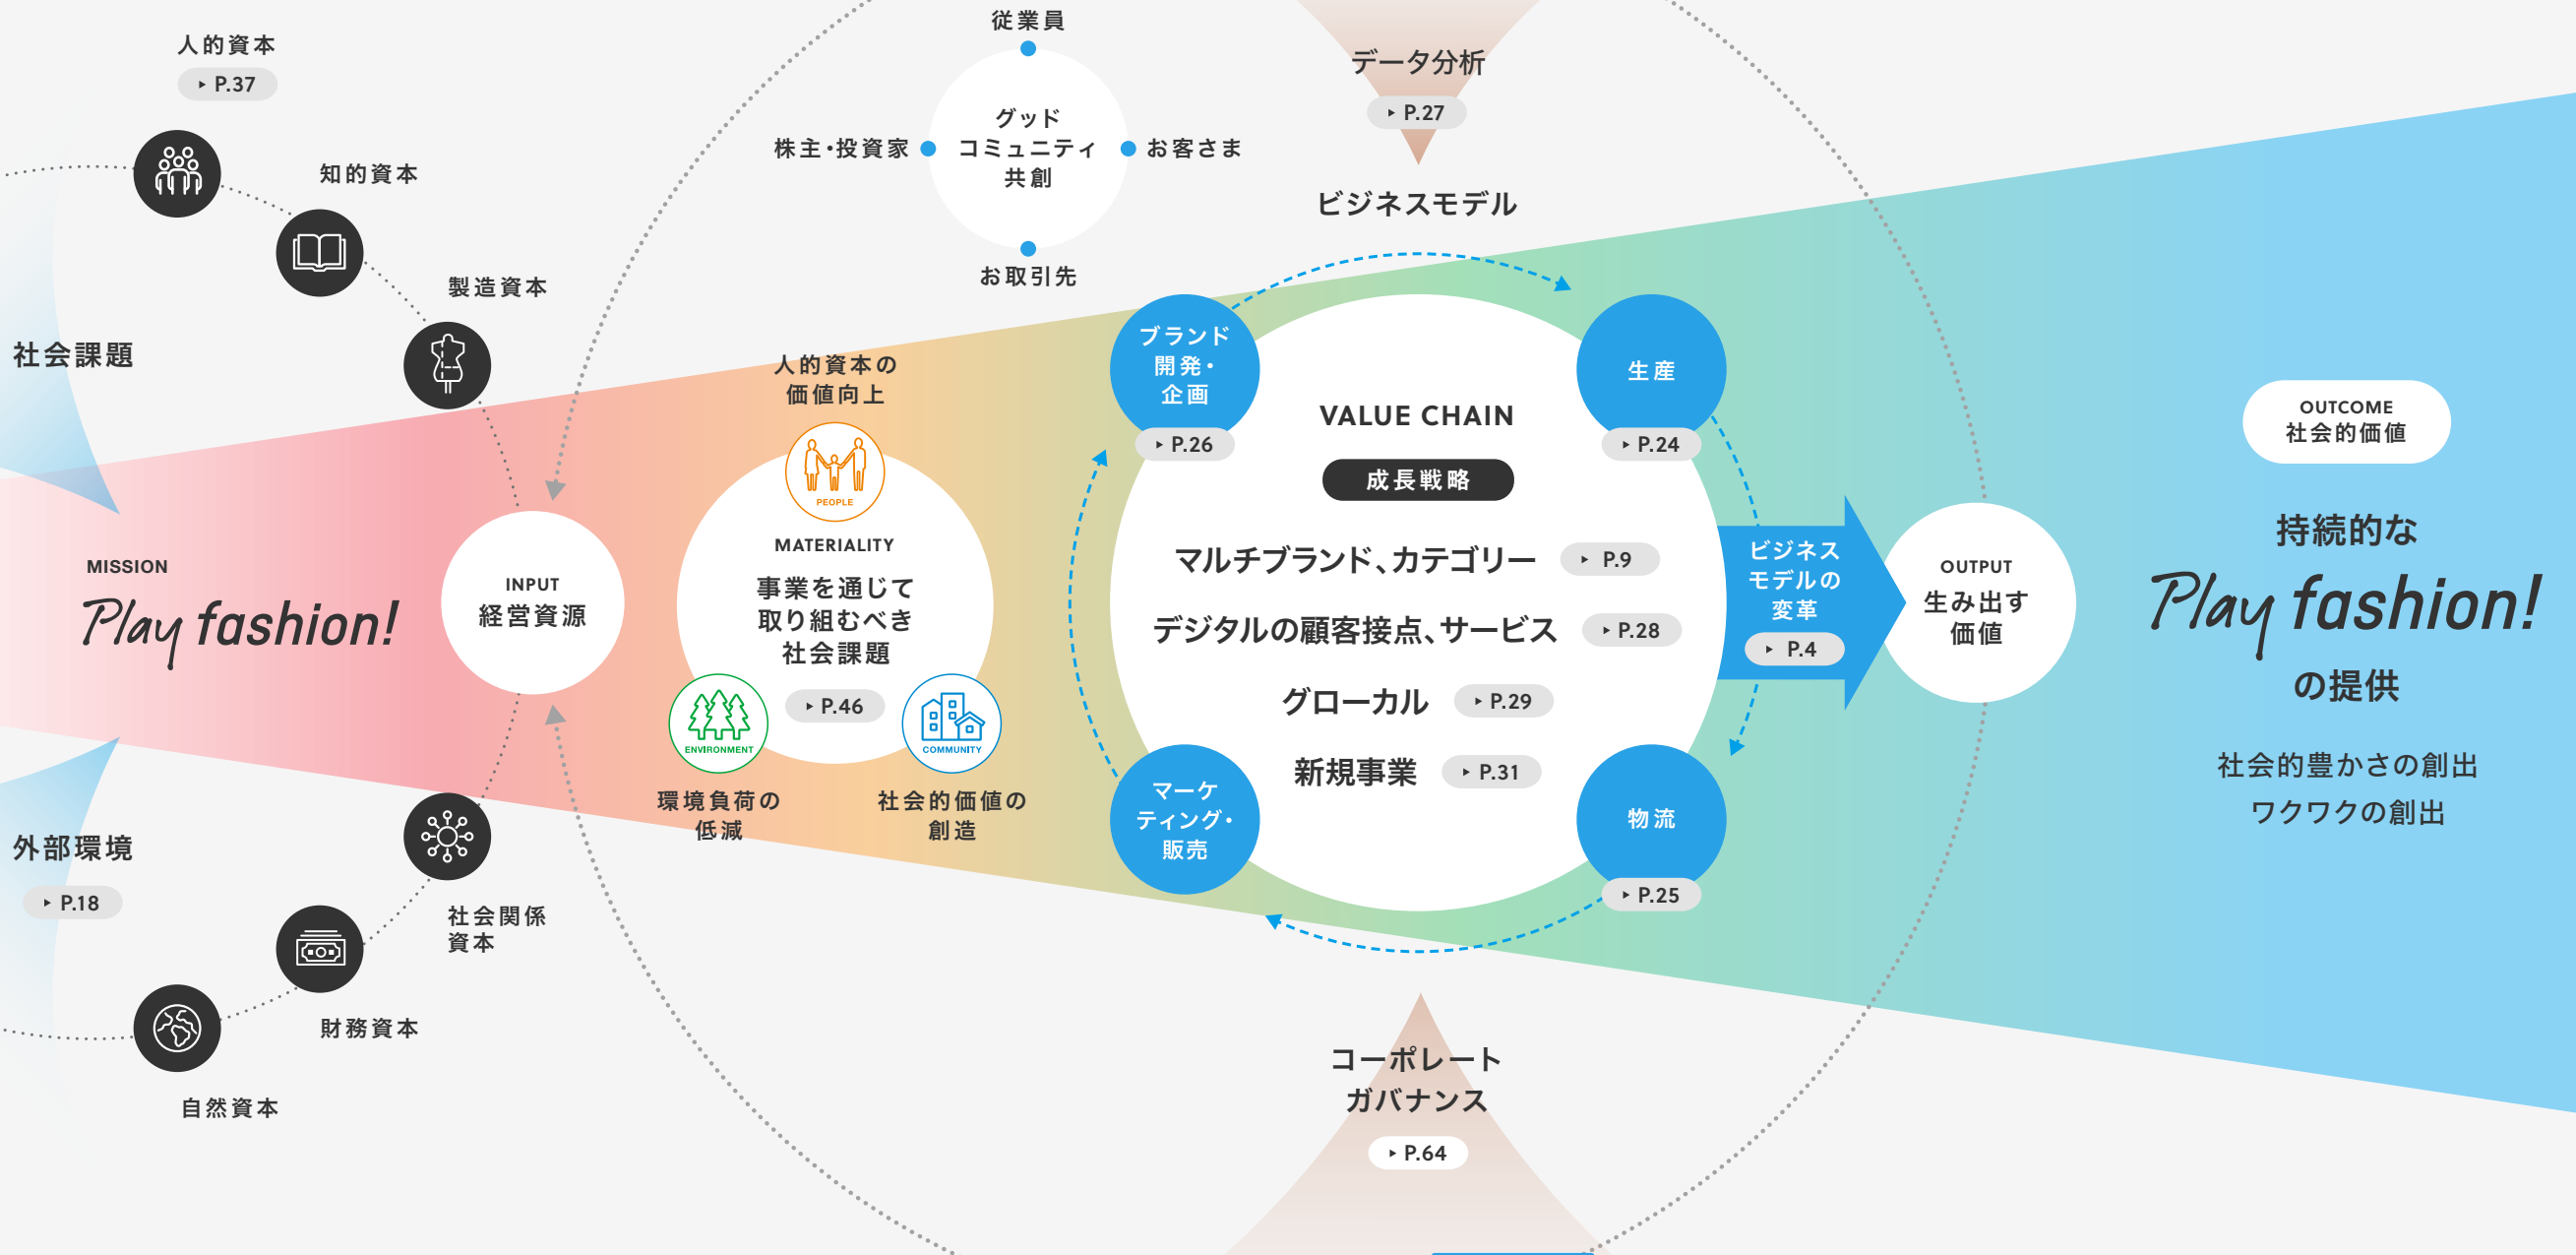 人的資本
▶ P.37
知的資本
製造資本
社会課題
MISSION
Play fashion!
外部環境
▶ P.18
社会関係
資本
財務資本
自然資本
INPUT
経営資源
従業員
株主・投資家
グッド
コミュニティ
共創
お客さま
お取引先
人的資本の
価値向上
PEOPLE
MATERIALITY
事業を通じて
取り組むべき
社会課題
▶ P.46
ENVIRONMENT
COMMUNITY
環境負荷の
低減
社会的価値の
創造
データ分析
▶ P.27
ビジネスモデル
ブランド
開発・
企画
▶ P.26
生産
▶ P.24
VALUE CHAIN
成長戦略
マルチブランド、カテゴリー ▶ P.9
デジタルの顧客接点、サービス ▶ P.28
グローカル ▶ P.29
新規事業 ▶ P.31
マーケ
ティング・
販売
物流
▶ P.25
ビジネス
モデルの
変革
▶ P.4
コーポレート
ガバナンス
▶ P.64
OUTPUT
生み出す
価値
OUTCOME
社会的価値
持続的な
Play fashion!
の提供
社会的豊かさの創出
ワクワクの創出